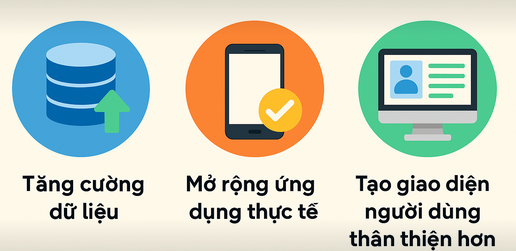 Tăng cường
dữ liệu
Mở rộng ứng
dụng thực tế
Tạo giao diện
người dùng
thân thiện hơn